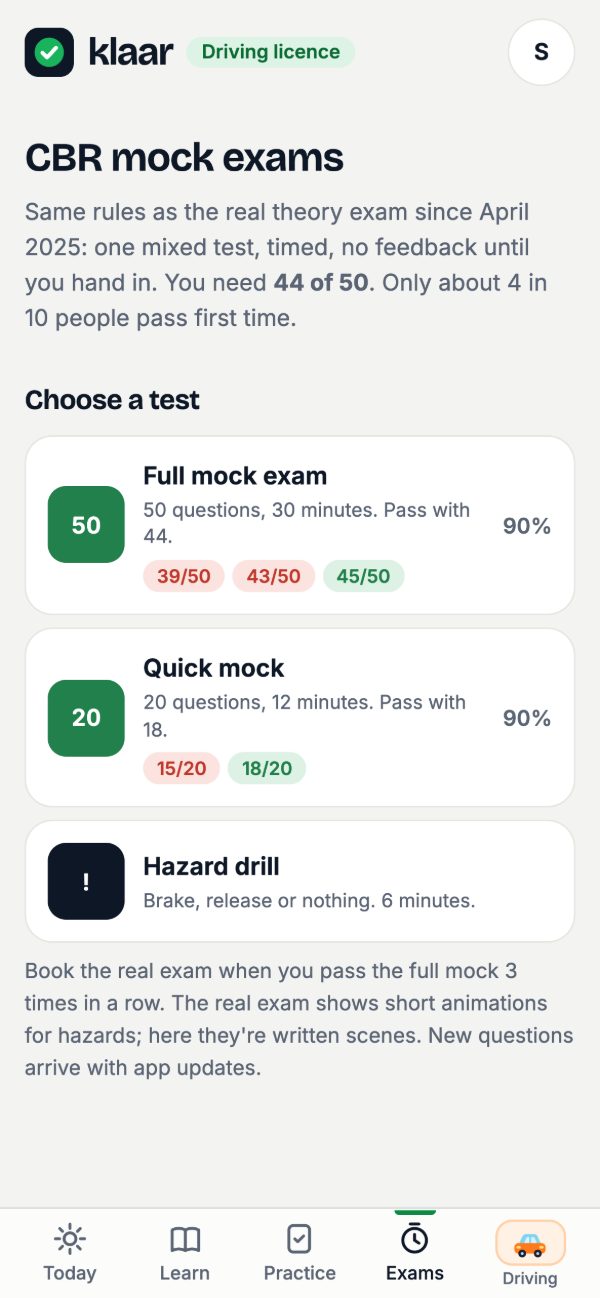 klaar
Driving licence
S
CBR mock exams
Same rules as the real theory exam since April
2025: one mixed test, timed, no feedback until
you hand in. You need 44 of 50. Only about 4 in
10 people pass first time.
Choose a test
50
Full mock exam
50 questions, 30 minutes. Pass with
44.
39/50 43/50 45/50
90%
20
Quick mock
20 questions, 12 minutes. Pass with
18.
15/20 18/20
90%
!
Hazard drill
Brake, release or nothing. 6 minutes.
Book the real exam when you pass the full mock 3
times in a row. The real exam shows short animations
for hazards; here they're written scenes. New questions
arrive with app updates.
Today Learn Practice Exams Driving